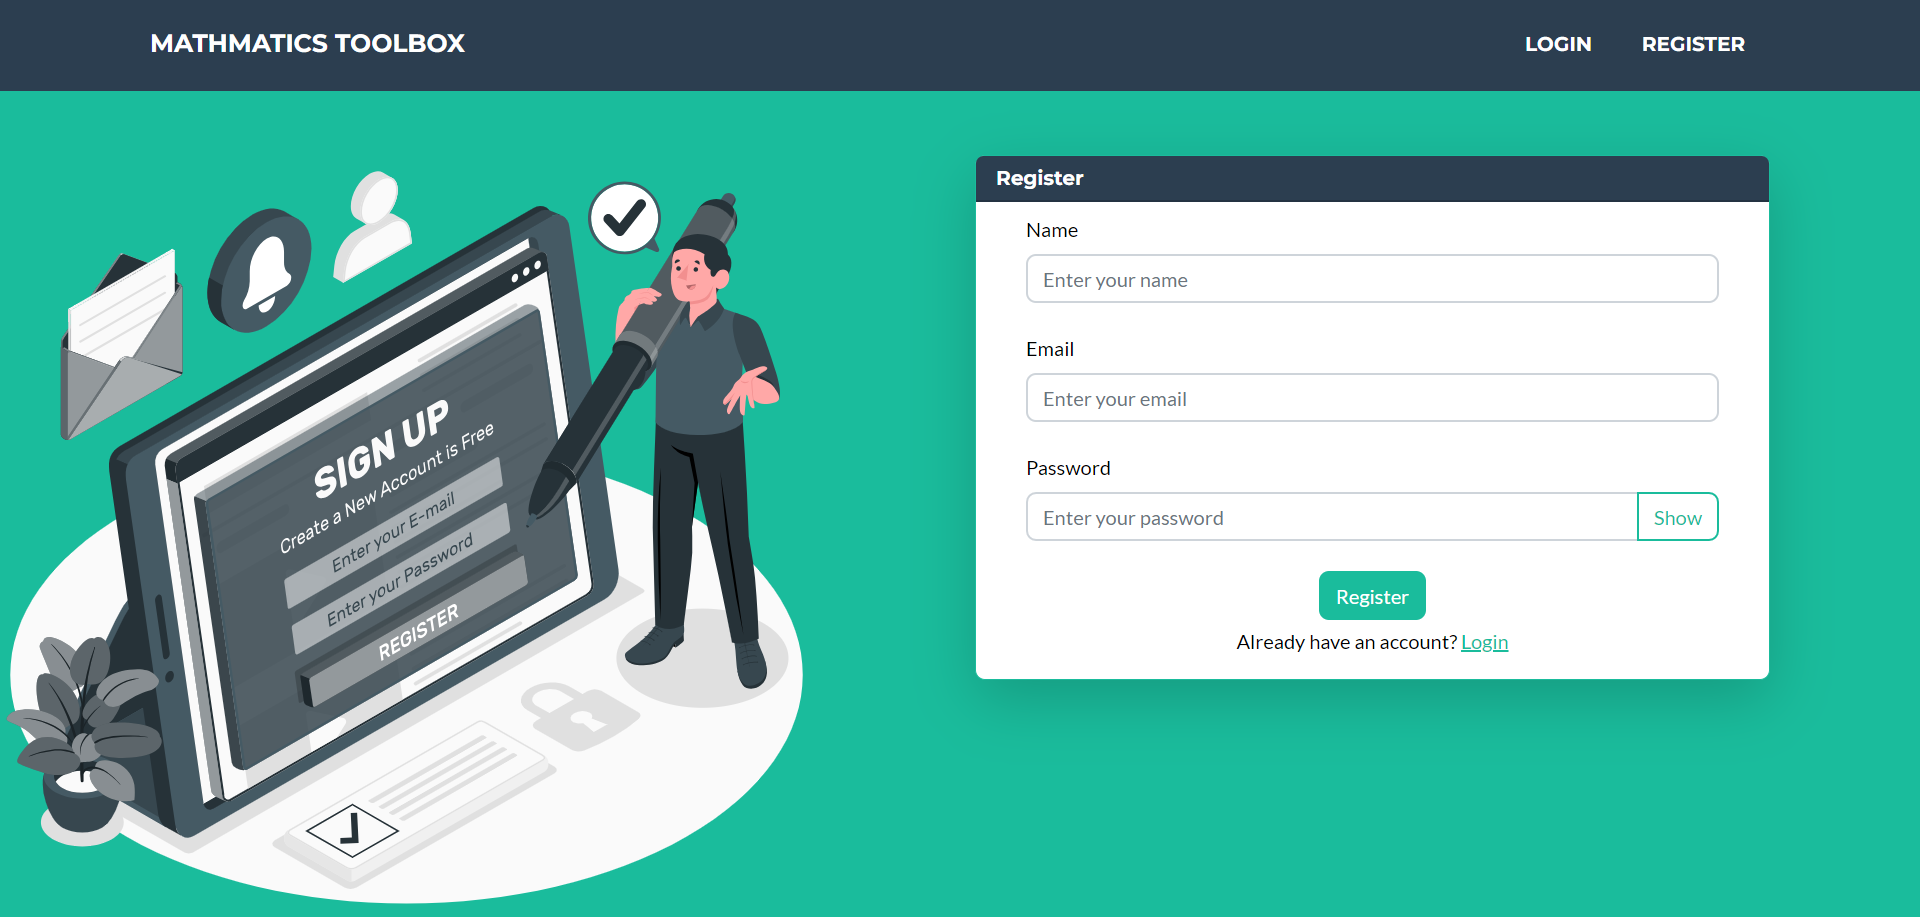 MATHMATICS TOOLBOX
LOGIN
REGISTER
SIGN UP
Create a New Account is Free
Enter your E-mail
Enter your Password
REGISTER
Register
Name
Enter your name
Email
Enter your email
Password
Enter your password
Show
Register
Already have an account? Login